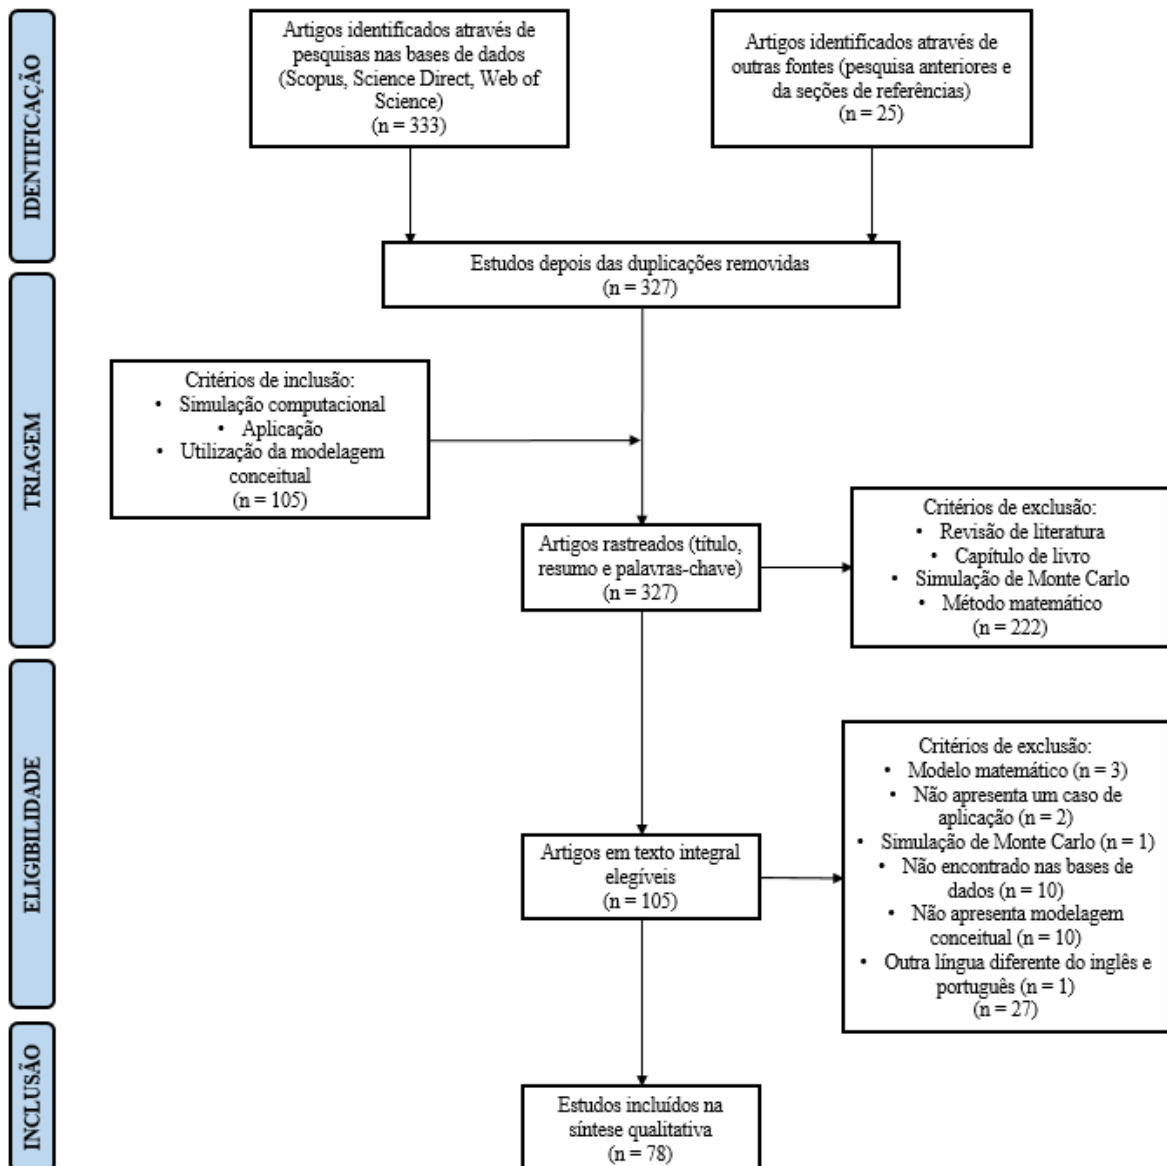 IDENTIFICAÇÃO
Artigos identificados através de
pesquisas nas bases de dados
(Scopus, Science Direct, Web of
Science)
(n = 333)
Artigos identificados através de
outras fontes (pesquisa anteriores e
da seções de referências)
(n = 25)
Estudos depois das duplicações removidas
(n = 327)
TRIAGEM
Critérios de inclusão:
• Simulação computacional
• Aplicação
• Utilização da modelagem
conceitual
(n = 105)
Artigos rastreados (título,
resumo e palavras-chave)
(n = 327)
Critérios de exclusão:
• Revisão de literatura
• Capítulo de livro
• Simulação de Monte Carlo
• Método matemático
(n = 222)
ELIGIBILIDADE
Artigos em texto integral
elegíveis
(n = 105)
Critérios de exclusão:
• Modelo matemático (n = 3)
• Não apresenta um caso de
aplicação (n = 2)
• Simulação de Monte Carlo (n = 1)
• Não encontrado nas bases de
dados (n = 10)
• Não apresenta modelagem
conceitual (n = 10)
• Outra língua diferente do inglês e
português (n = 1)
(n = 27)
INCLUSÃO
Estudos incluídos na
síntese qualitativa
(n = 78)